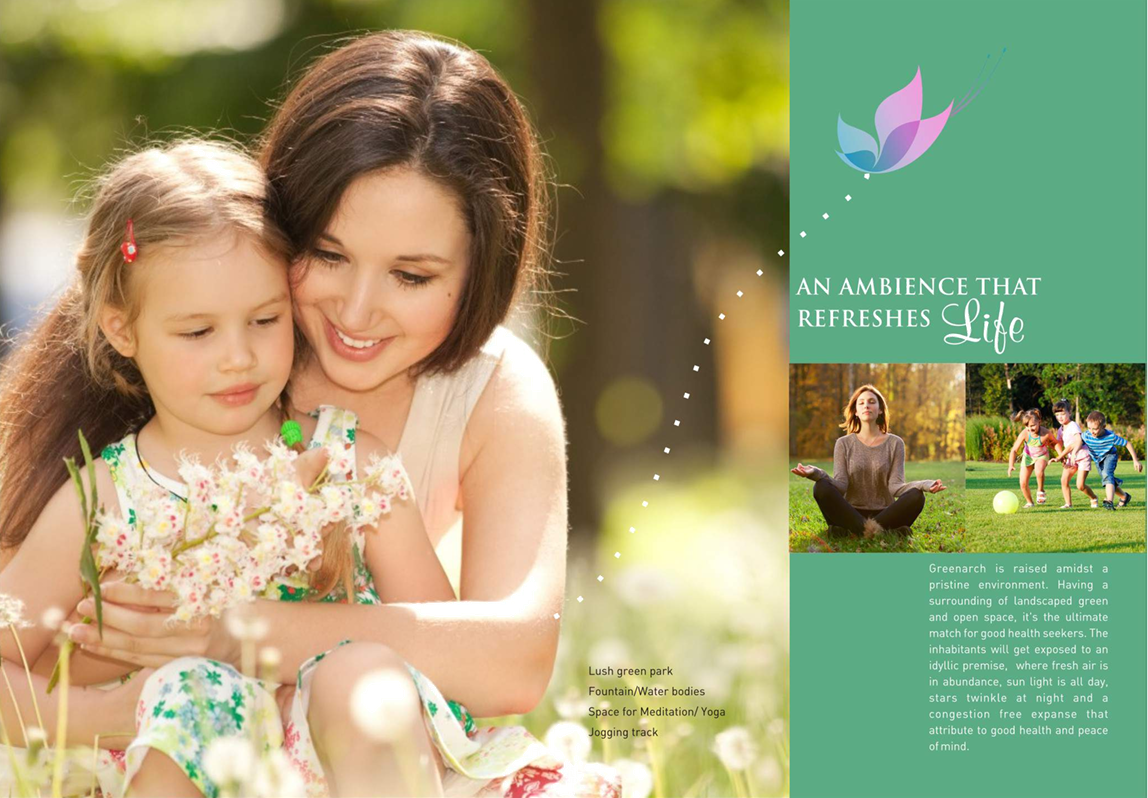 AN AMBIENCE THAT
REFRESHES Life
Greenarch is raised amidst a
pristine environment. Having a
surrounding of landscaped green
and open space, it's the ultimate
match for good health seekers. The
inhabitants will get exposed to an
idyllic premise, where fresh air is
in abundance, sun light is all day,
stars twinkle at night and a
congestion free expanse that
attribute to good health and peace
of mind.
Lush green park
Fountain/Water bodies
Space for Meditation/ Yoga
Jogging track